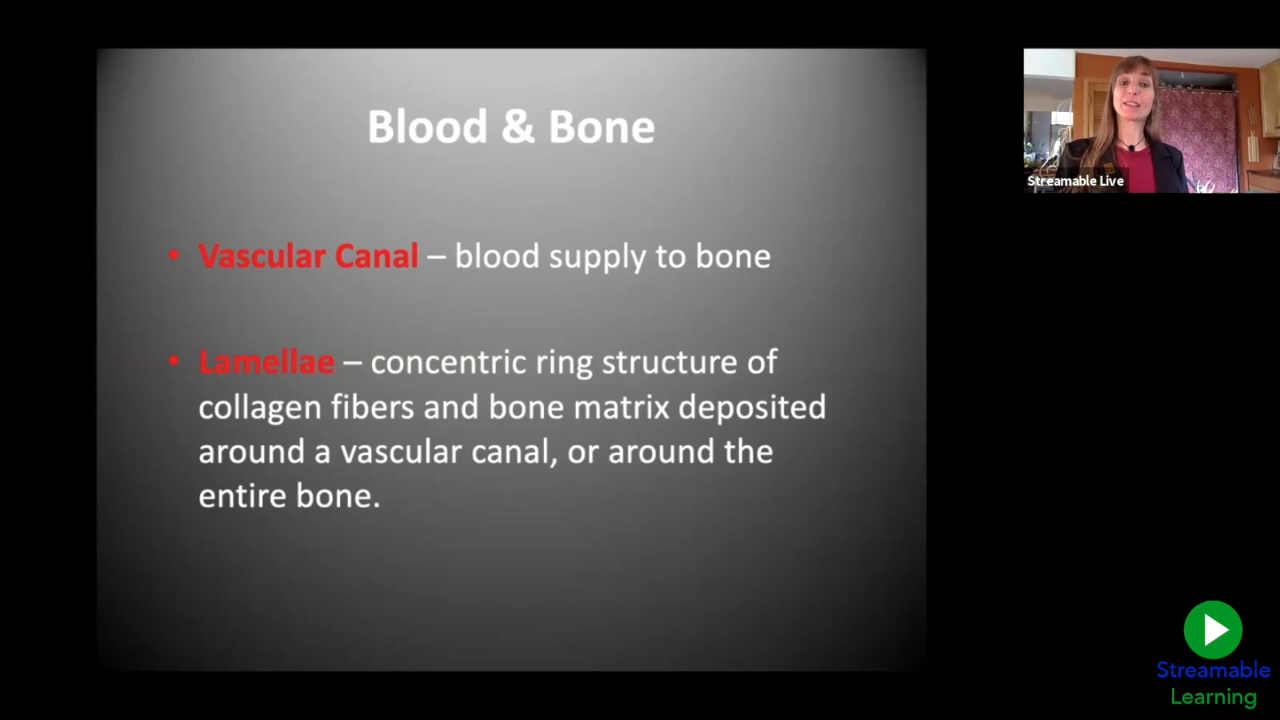 Blood & Bone
• Vascular Canal – blood supply to bone
• Lamellae – concentric ring structure of
collagen fibers and bone matrix deposited
around a vascular canal, or around the
entire bone.
Streamable Live
Streamable
Learning